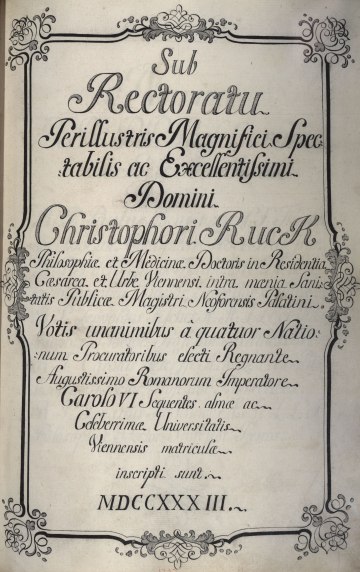 Sub
Rectoratu
Perillustris Magnifici Spec-
tabilis ac Excellentissimi
Domini
Christophori Ruck
Philosophiæ et Medicinæ Doctoris in Residentia
Cæsarea et Urbe Viennensi intra mœnia Sani-
tatis Publicæ Magistri Neoforensis Palatini
Votis unanimibus à quatuor Natio-
num Procuratoribus electi Regnante
Augustissimo Romanorum Imperatore
Carolo VI Sequentes almæ ac
Celeberrimæ Universitatis
Viennensis matriculæ
inscripti sunt.
MDCCXXXIII.